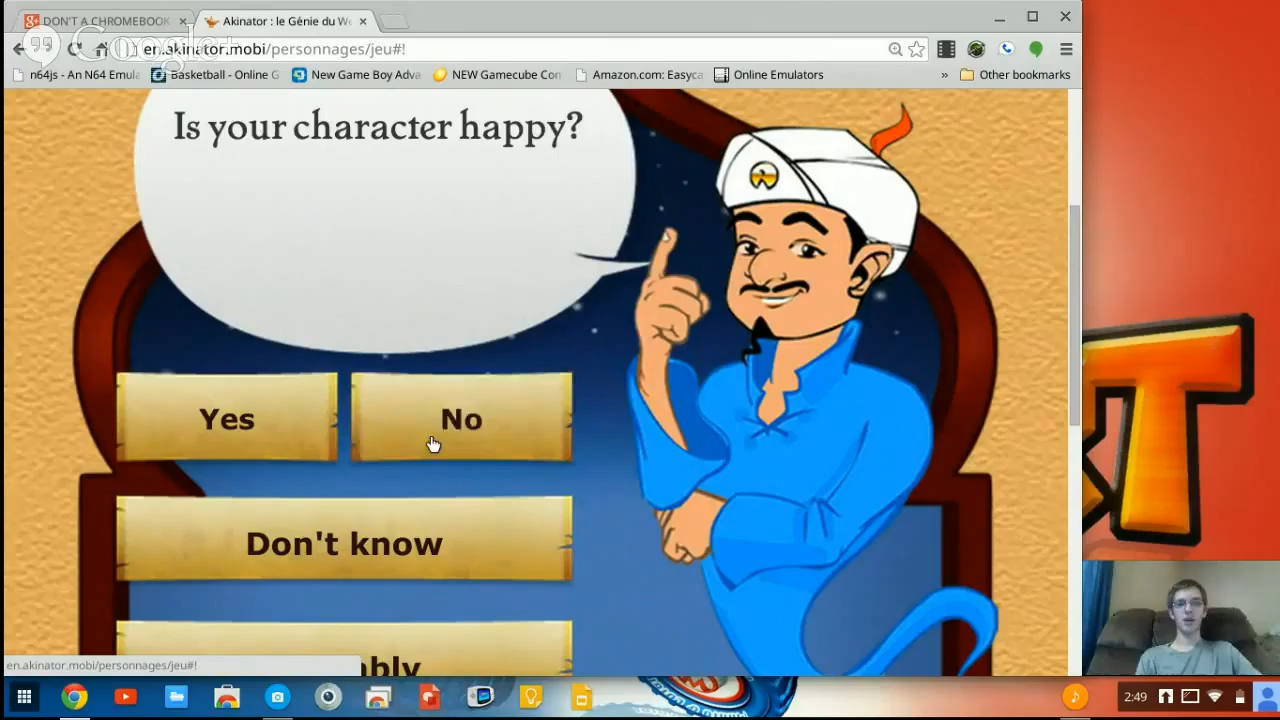 DON'T A CHROMEBOOK
Akinator : le Génie du W
Google+
en.akinator.mobi/personnages/jeu#!
n64js - An N64 Emula
Basketball - Online G
New Game Boy Adva
NEW Gamecube Con
Amazon.com: Easyca
Online Emulators
»
Other bookmarks
Is your character happy?
Yes
No
Don't know
bly
en.akinator.mobi/personnages/jeu#!
2:49